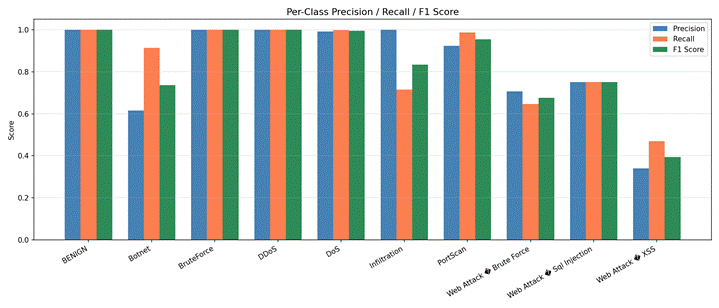 Per-Class Precision / Recall / F1 Score
Precision
Recall
F1 Score
Score
1.0
0.8
0.6
0.4
0.2
0.0
BENIGN
Botnet
BruteForce
DDoS
DoS
Infiltration
PortScan
Web Attack � Brute Force
Web Attack � Sql Injection
Web Attack � XSS